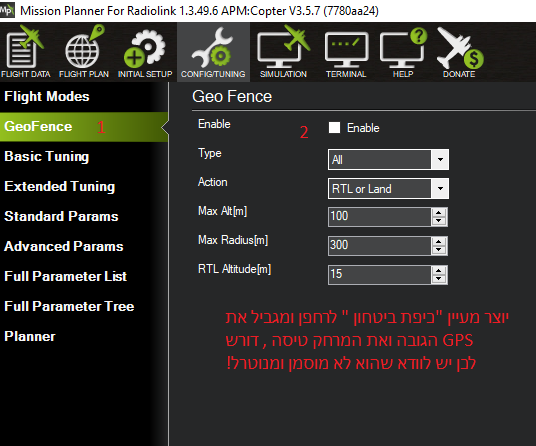 Mission Planner For Radiolink 1.3.49.6 APM:Copter V3.5.7 (7780aa24)
FLIGHT DATA FLIGHT PLAN INITIAL SETUP CONFIG/TUNING SIMULATION TERMINAL HELP DONATE
Flight Modes
GeoFence 1
Basic Tuning
Extended Tuning
Standard Params
Advanced Params
Full Parameter List
Full Parameter Tree
Planner
Geo Fence
Enable 2 Enable
Type All
Action RTL or Land
Max Alt[m] 100
Max Radius[m] 300
RTL Altitude[m] 15
יוצר מעיין "כיפת ביטחון " לרחפן ומגביל את
הגובה ואת המרחק טיסה , דורש GPS
לכן יש לוודא שהוא לא מוסמן ומנוטרל!